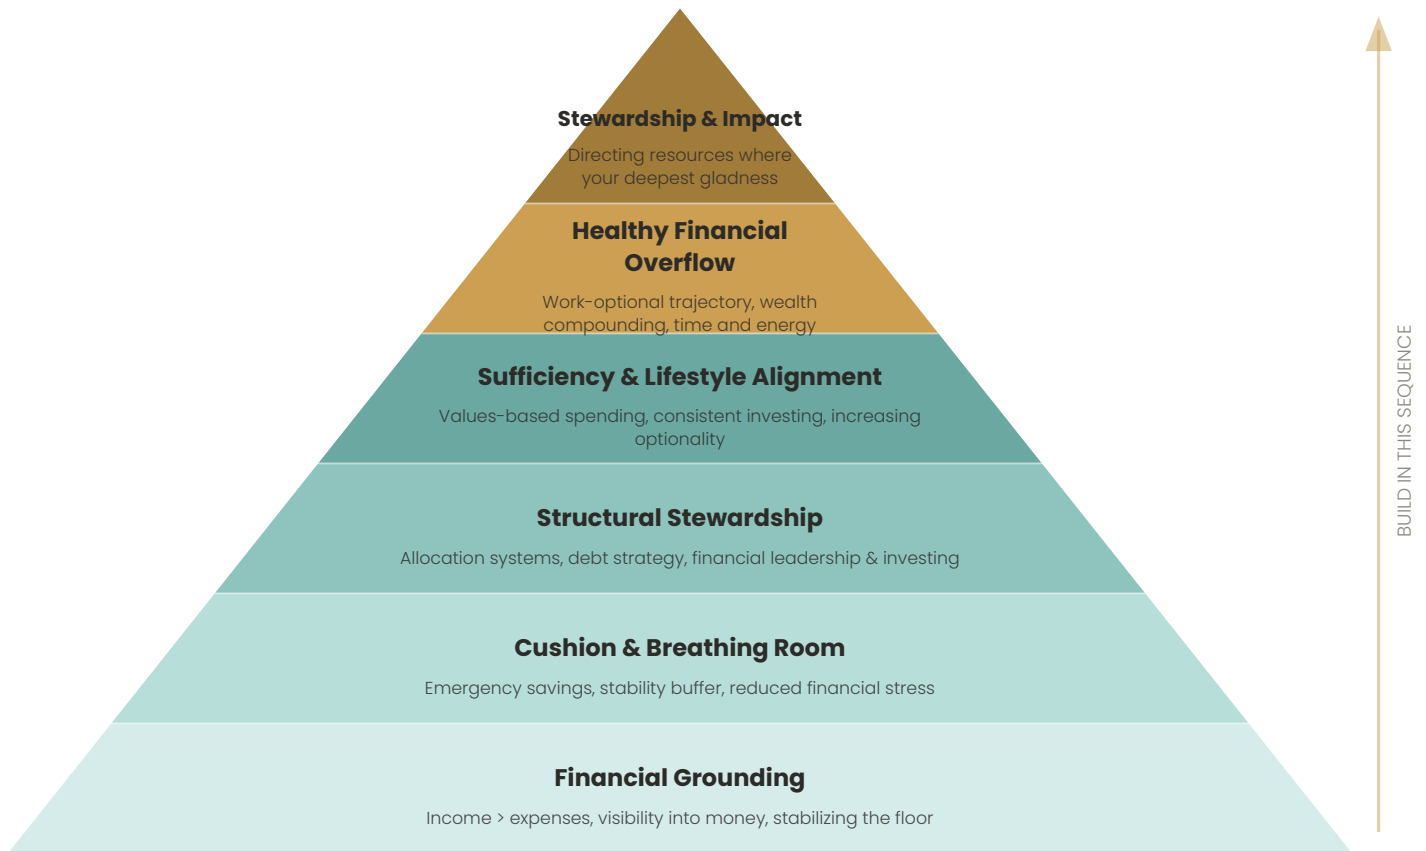 Stewardship & Impact
Directing resources where
your deepest gladness
Healthy Financial
Overflow
Work-optional trajectory, wealth
compounding, time and energy
Sufficiency & Lifestyle Alignment
Values-based spending, consistent investing, increasing
optionality
Structural Stewardship
Allocation systems, debt strategy, financial leadership & investing
Cushion & Breathing Room
Emergency savings, stability buffer, reduced financial stress
Financial Grounding
Income > expenses, visibility into money, stabilizing the floor
BUILD IN THIS SEQUENCE